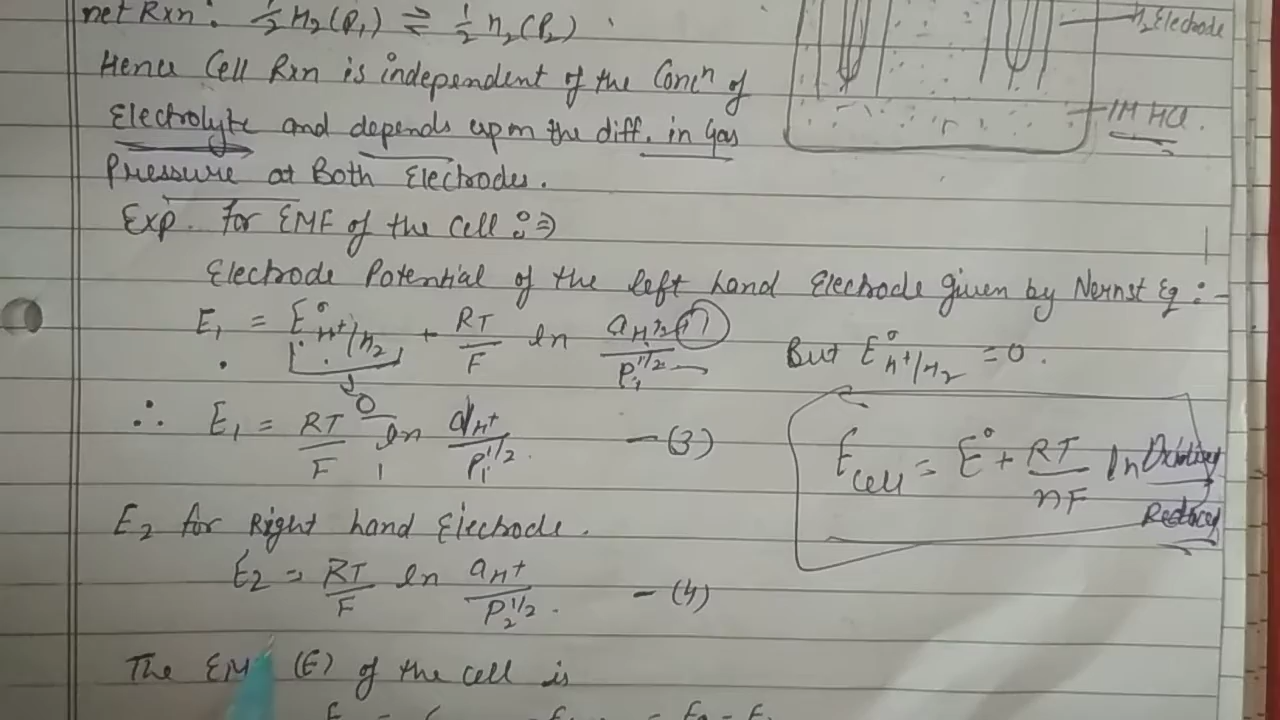 net Rxn: 1/2 H2(P1) ⇌ 1/2 H2(P2)
H2 Electrode
Hence Cell Rxn is independent of the Concn of
1M HCl.
Electrolyte and depends upon the diff. in Gas
Pressure at Both Electrodes.
Exp. for EMF of the cell :⇒
Electrode Potential of the left hand Electrode given by Nernst Eq :-
E1 = E°H+/H2 + RT/F ln aH+/P1^1/2 But E°H+/H2 = 0.
0
∴ E1 = RT/F ln aH+/P1^1/2. —(3)
Ecell = E° + RT/nF ln
E2 for Right hand Electrode.
E2 = RT/F ln aH+/P2^1/2. —(4)
The EM (E) of the cell is